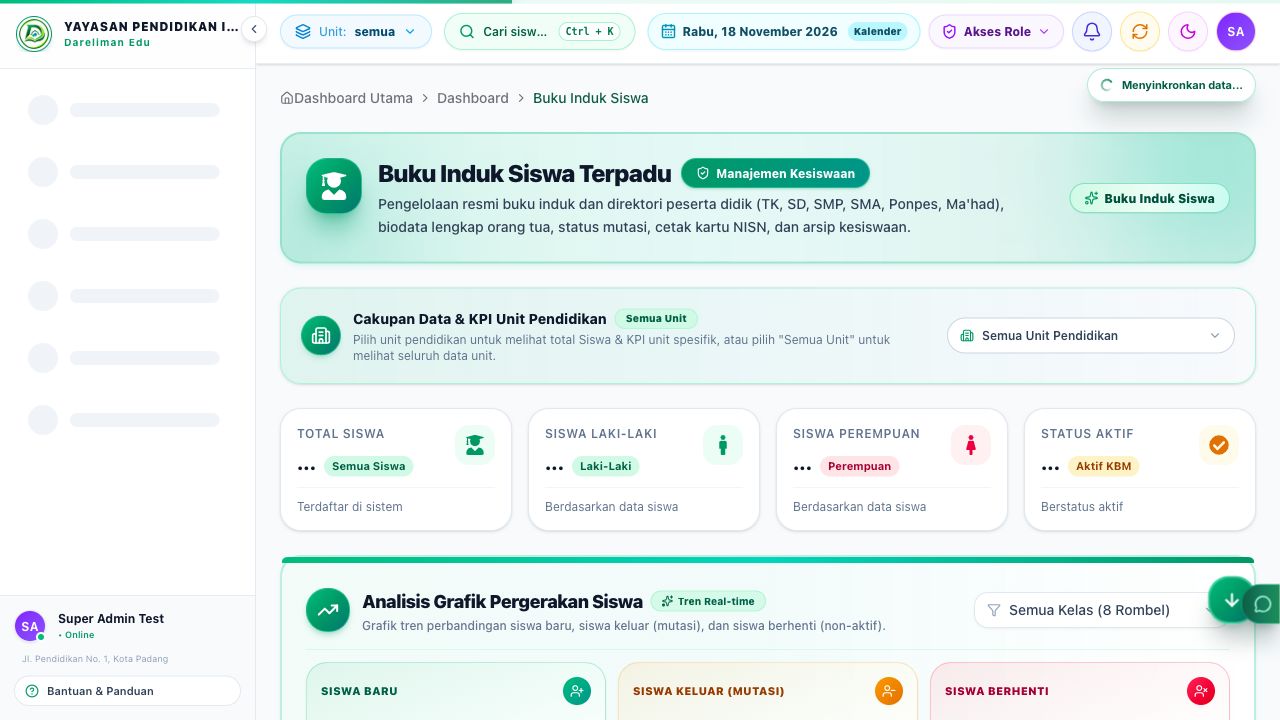 YAYASAN PENDIDIKAN I...
Dareliman Edu
Unit: semua
Cari sisw...
Ctrl + K
Rabu, 18 November 2026
Kalender
Akses Role
SA
Dashboard Utama
Dashboard
Buku Induk Siswa
Menyinkronkan data...
Buku Induk Siswa Terpadu
Manajemen Kesiswaan
Pengelolaan resmi buku induk dan direktori peserta didik (TK, SD, SMP, SMA, Ponpes, Ma'had),
biodata lengkap orang tua, status mutasi, cetak kartu NISN, dan arsip kesiswaan.
Buku Induk Siswa
Cakupan Data & KPI Unit Pendidikan
Semua Unit
Pilih unit pendidikan untuk melihat total Siswa & KPI unit spesifik, atau pilih "Semua Unit" untuk
melihat seluruh data unit.
Semua Unit Pendidikan
TOTAL SISWA
... Semua Siswa
Terdaftar di sistem
SISWA LAKI-LAKI
... Laki-Laki
Berdasarkan data siswa
SISWA PEREMPUAN
... Perempuan
Berdasarkan data siswa
STATUS AKTIF
... Aktif KBM
Berstatus aktif
Analisis Grafik Pergerakan Siswa
Tren Real-time
Grafik tren perbandingan siswa baru, siswa keluar (mutasi), dan siswa berhenti (non-aktif).
Semua Kelas (8 Rombel)
SISWA BARU
SISWA KELUAR (MUTASI)
SISWA BERHENTI
SA
Super Admin Test
• Online
Jl. Pendidikan No. 1, Kota Padang
Bantuan & Panduan